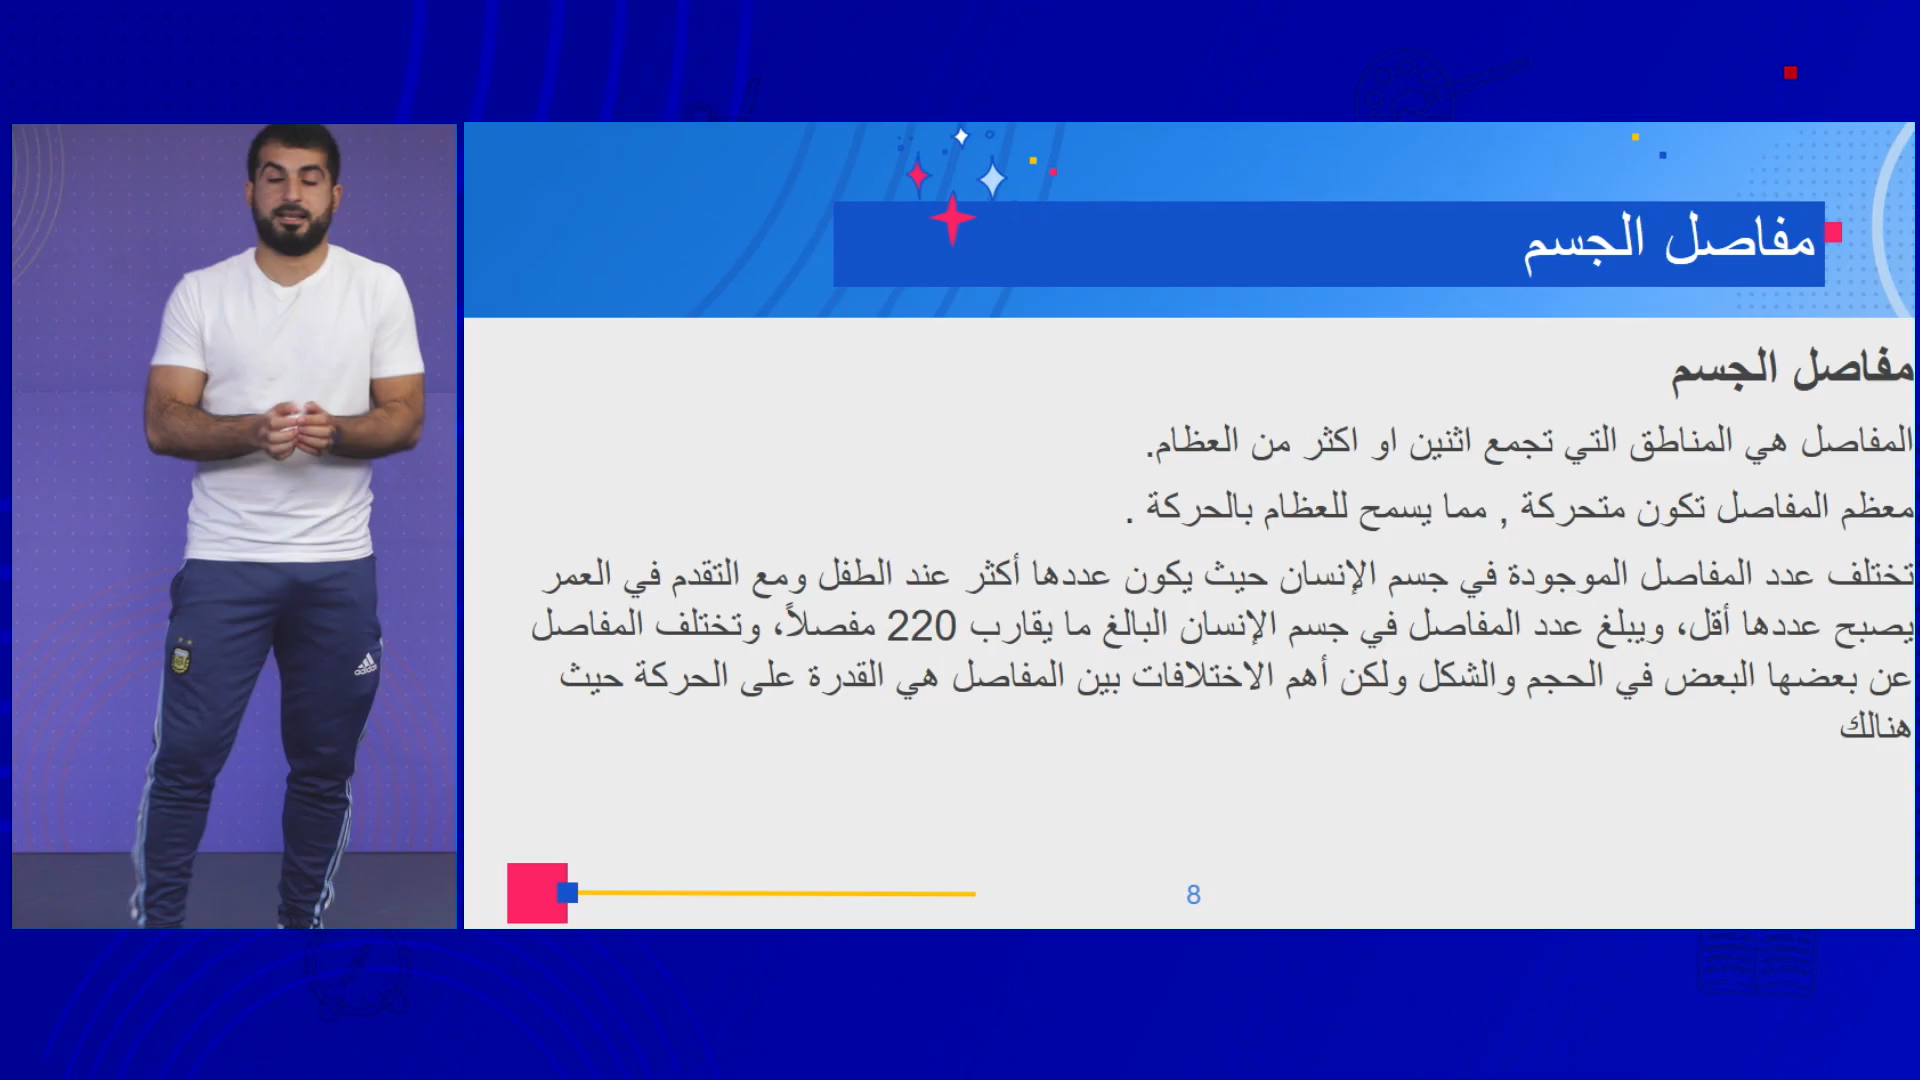 مفاصل الجسم
مفاصل الجسم
المفاصل هي المناطق التي تجمع اثنين او اكثر من العظام.
معظم المفاصل تكون متحركة , مما يسمح للعظام بالحركة .
تختلف عدد المفاصل الموجودة في جسم الإنسان حيث يكون عددها أكثر عند الطفل ومع التقدم في العمر
يصبح عددها أقل، ويبلغ عدد المفاصل في جسم الإنسان البالغ ما يقارب 220 مفصلاً، وتختلف المفاصل
عن بعضها البعض في الحجم والشكل ولكن أهم الاختلافات بين المفاصل هي القدرة على الحركة حيث
هنالك
8
adidas